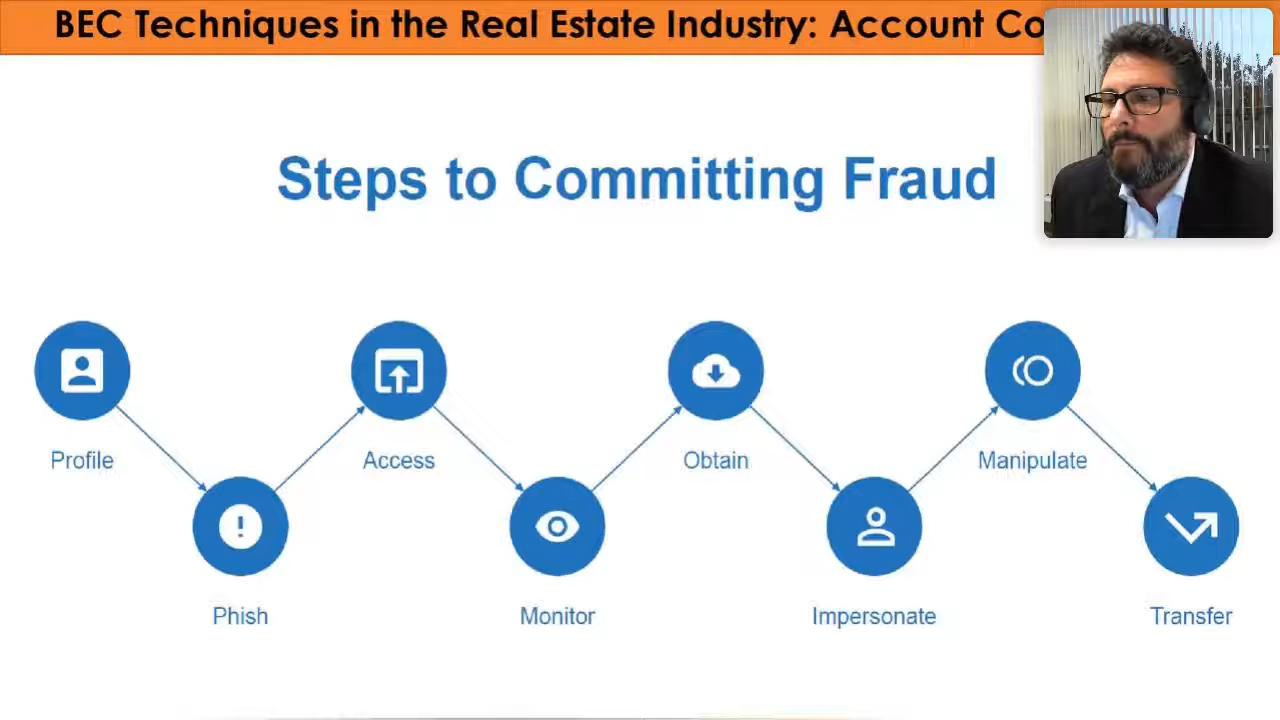 BEC Techniques in the Real Estate Industry: Account Co
Steps to Committing Fraud
Profile
Access
Obtain
Manipulate
Phish
Monitor
Impersonate
Transfer